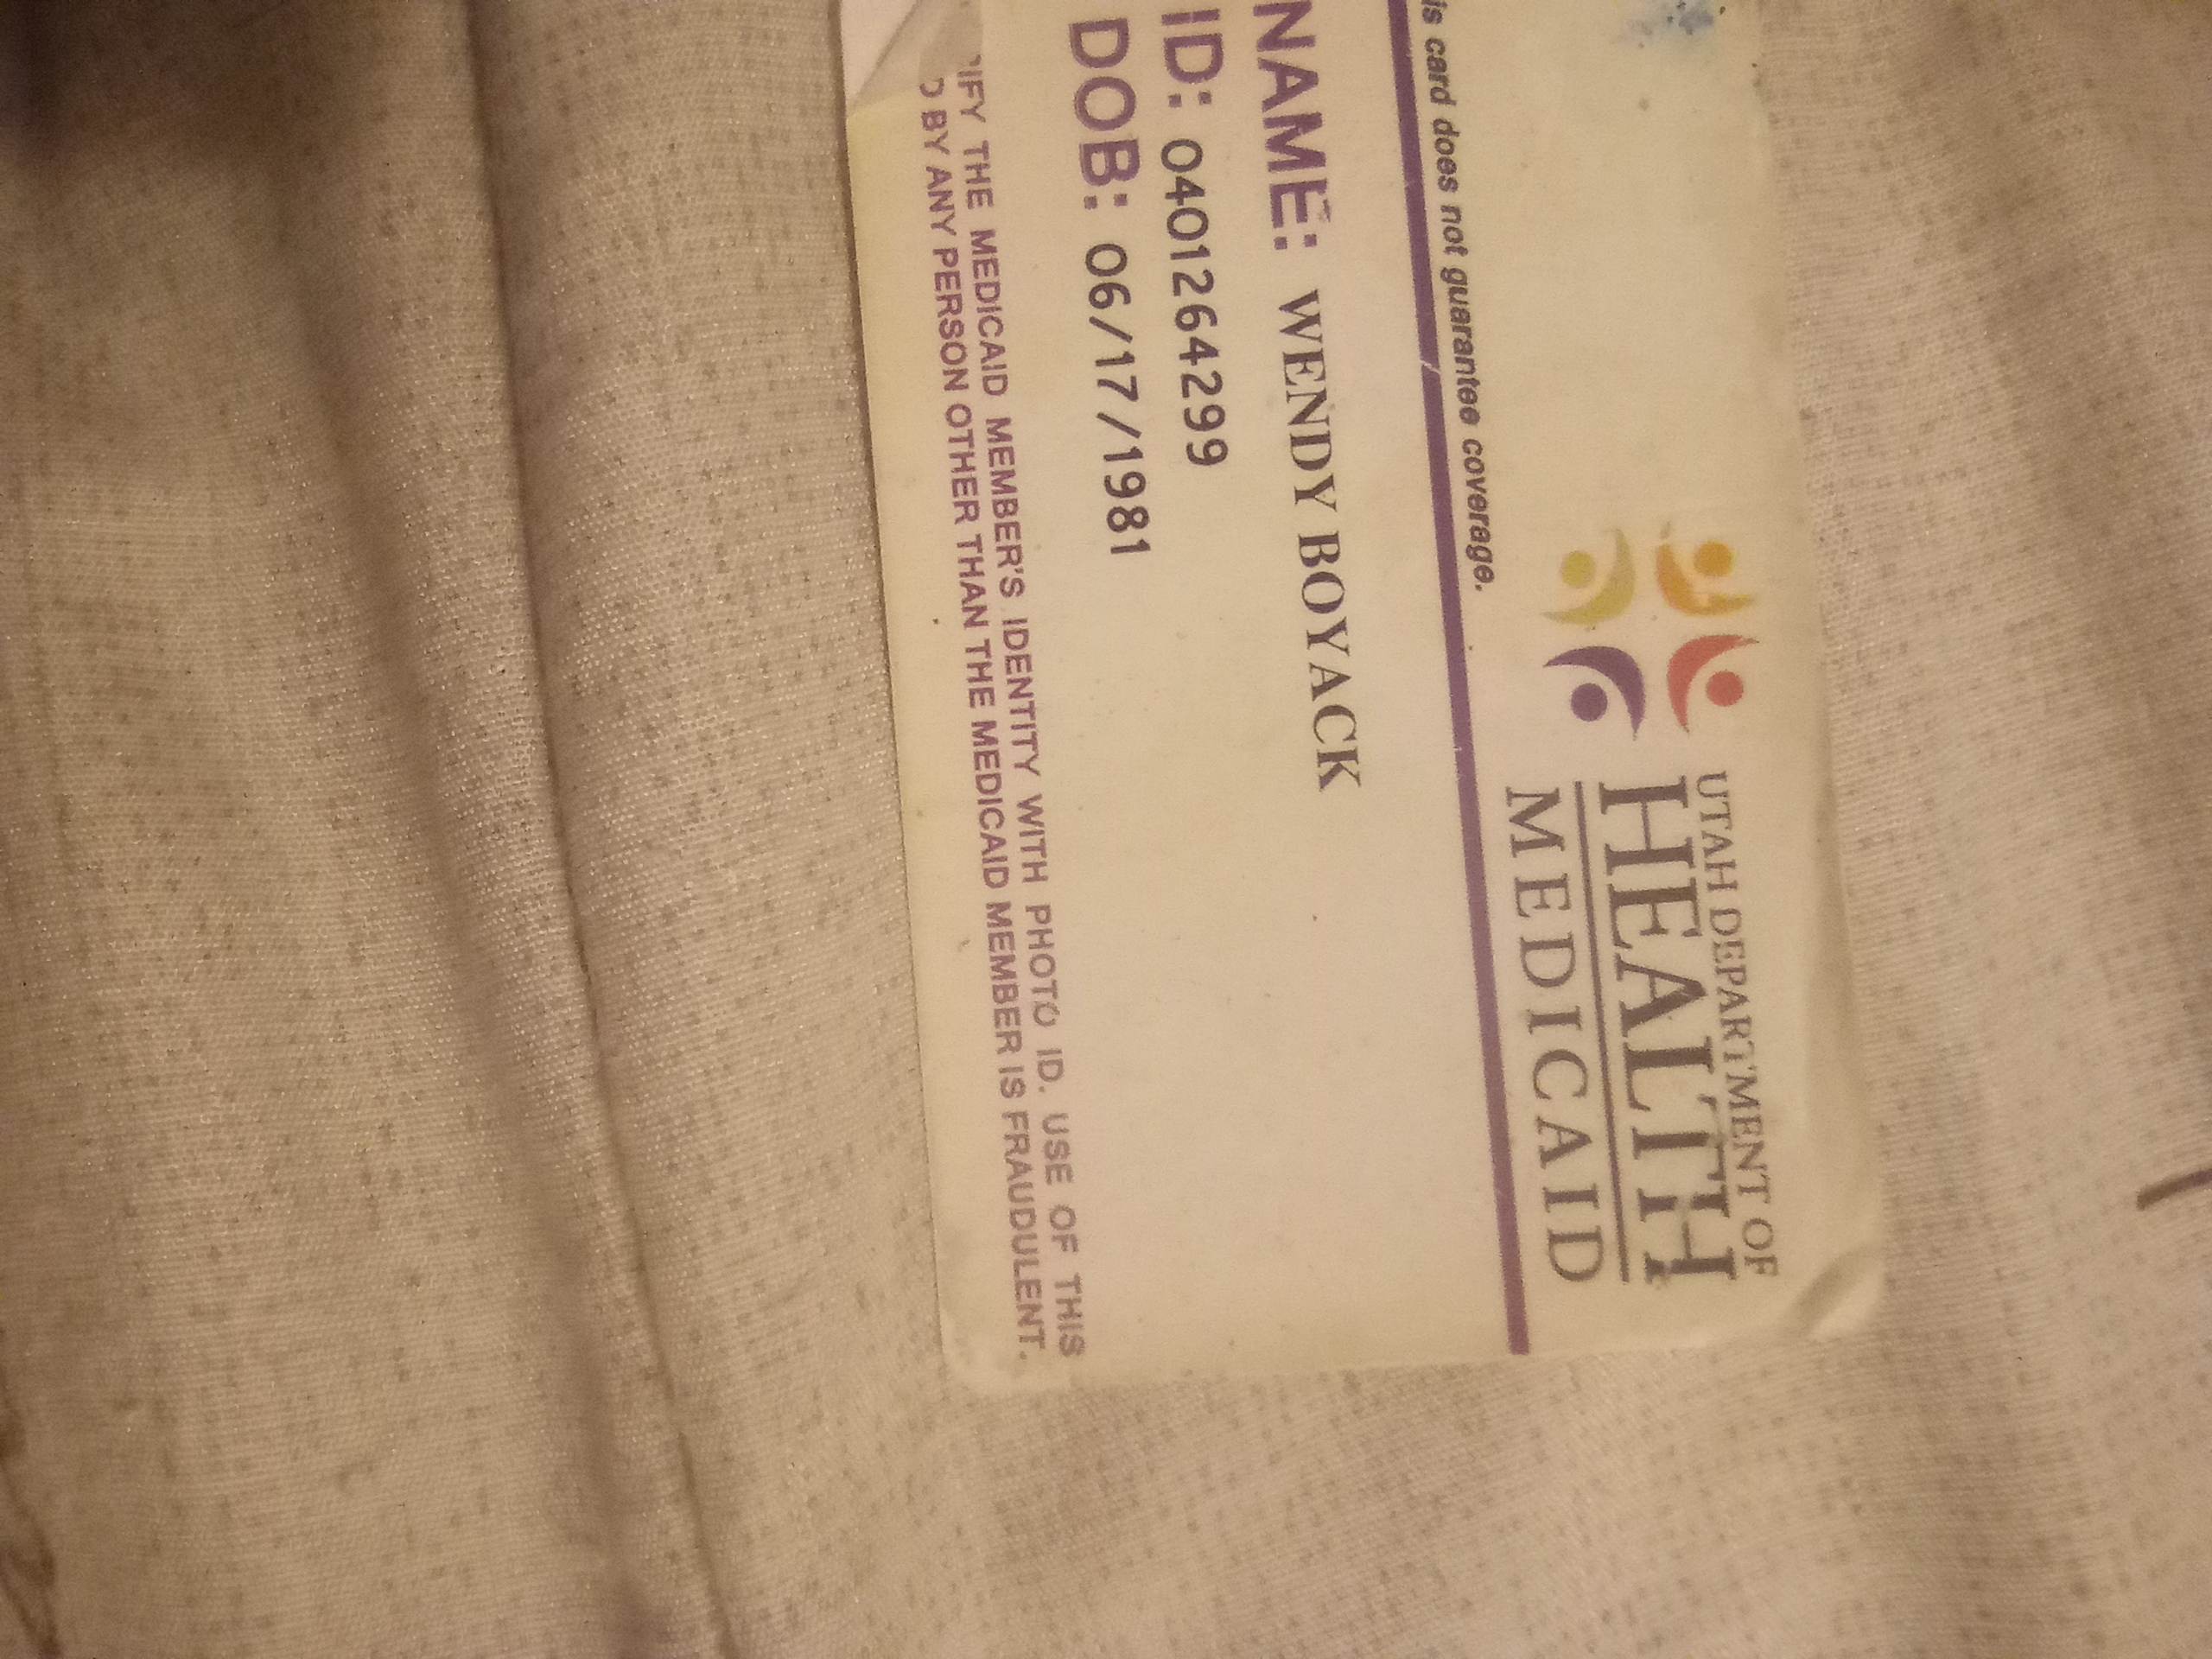 UTAH DEPARTMENT OF
HEALTH
MEDICAID
is card does not guarantee coverage.
NAME: WENDY BOYACK
ID: 0401264299
DOB: 06/17/1981
IFY THE MEDICAID MEMBER'S IDENTITY WITH PHOTO ID. USE OF THIS
D BY ANY PERSON OTHER THAN THE MEDICAID MEMBER IS FRAUDULENT.